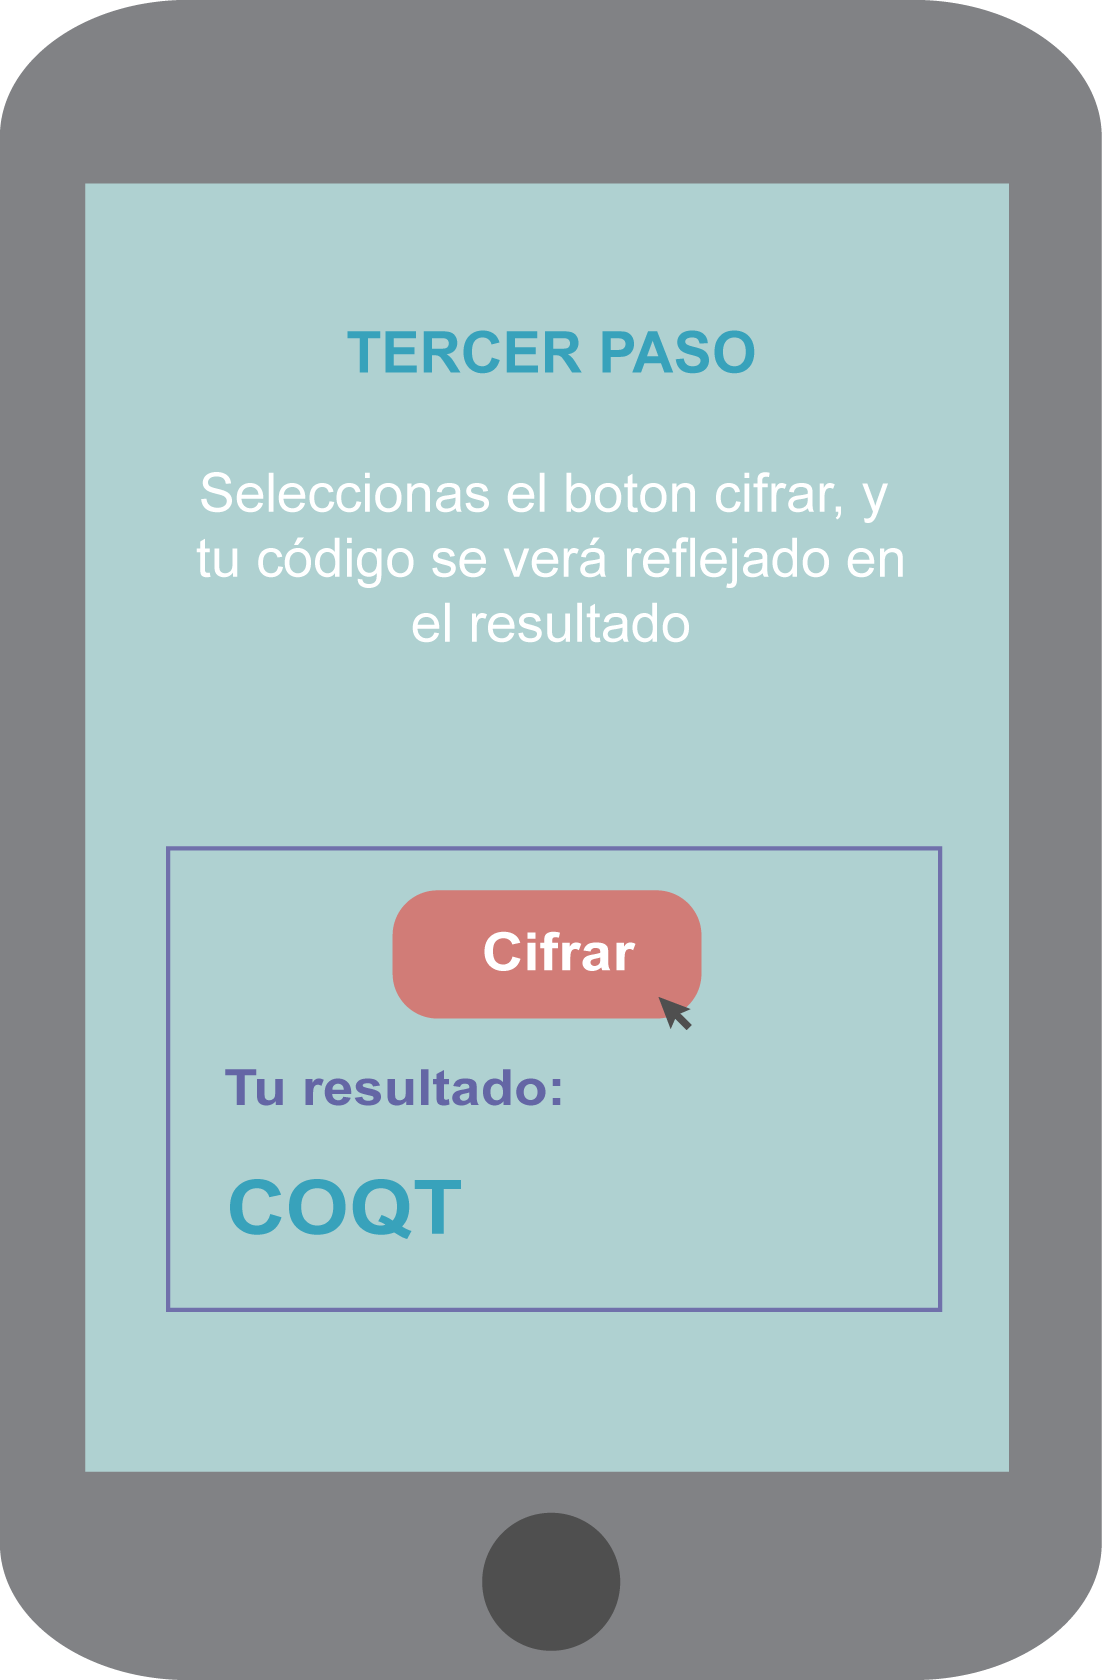 TERCER PASO
Seleccionas el boton cifrar, y
tu código se verá reflejado en
el resultado
Cifrar
Tu resultado:
COQT